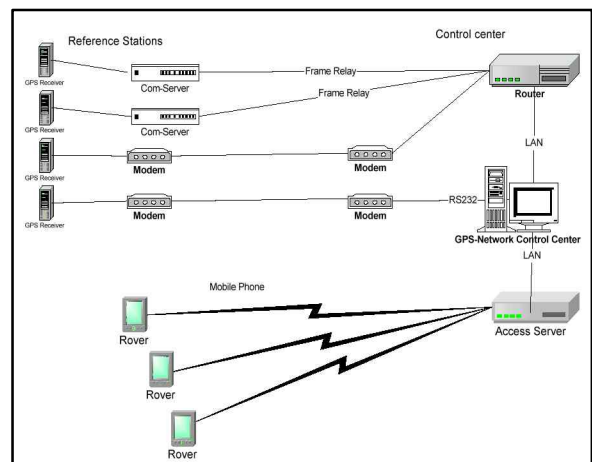 Reference Stations
Control center
GPS Receiver
Com-Server
Frame Relay
Router
GPS Receiver
Com-Server
Frame Relay
LAN
GPS Receiver
Modem
Modem
GPS Receiver
Modem
Modem
RS232
GPS-Network Control Center
LAN
Mobile Phone
Access Server
Rover
Rover
Rover